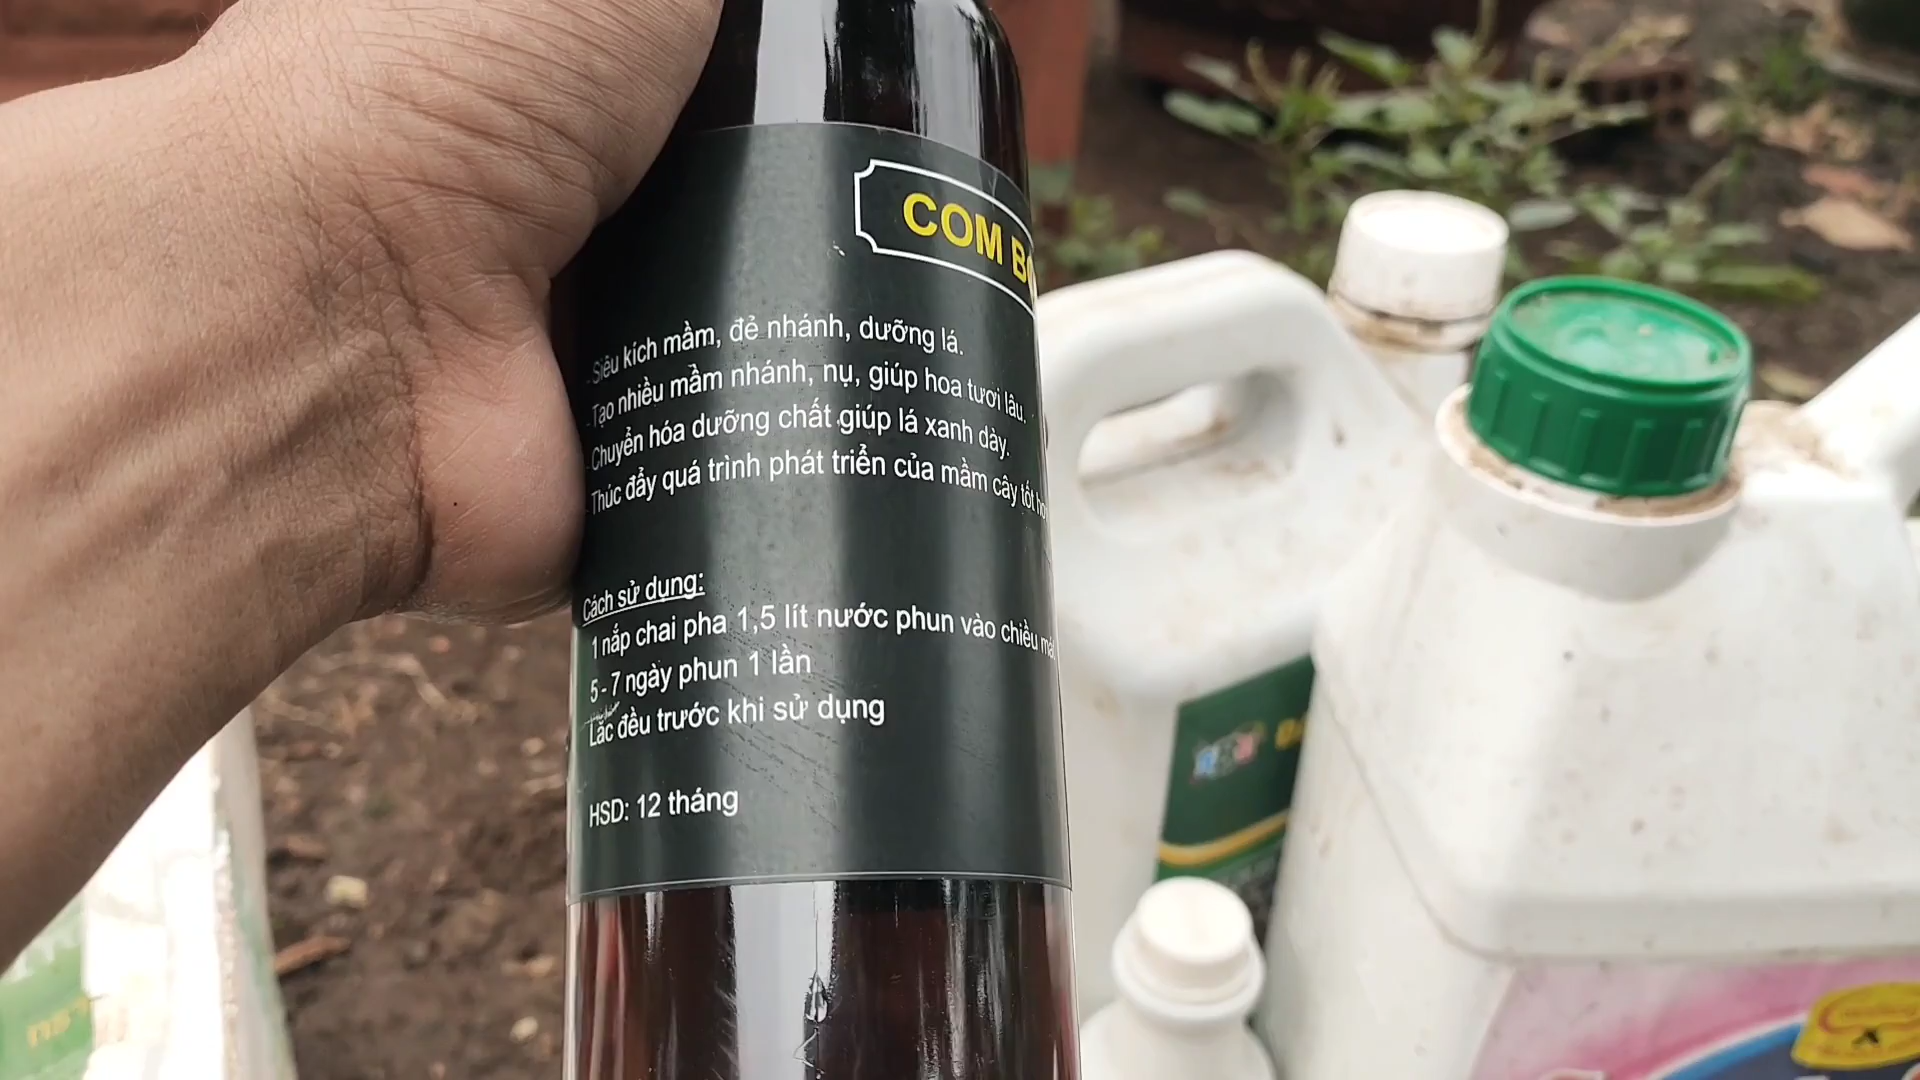 COM
- Siêu kích mầm, đẻ nhánh, dưỡng lá.
- Tạo nhiều mầm nhánh, nụ, giúp hoa tươi lâu.
- Chuyển hóa dưỡng chất giúp lá xanh dày.
- Thúc đẩy quá trình phát triển của mầm cây tốt
Cách sử dụng:
1 nắp chai pha 1,5 lít nước phun vào chiều
5 - 7 ngày phun 1 lần
Lắc đều trước khi sử dụng
HSD: 12 tháng